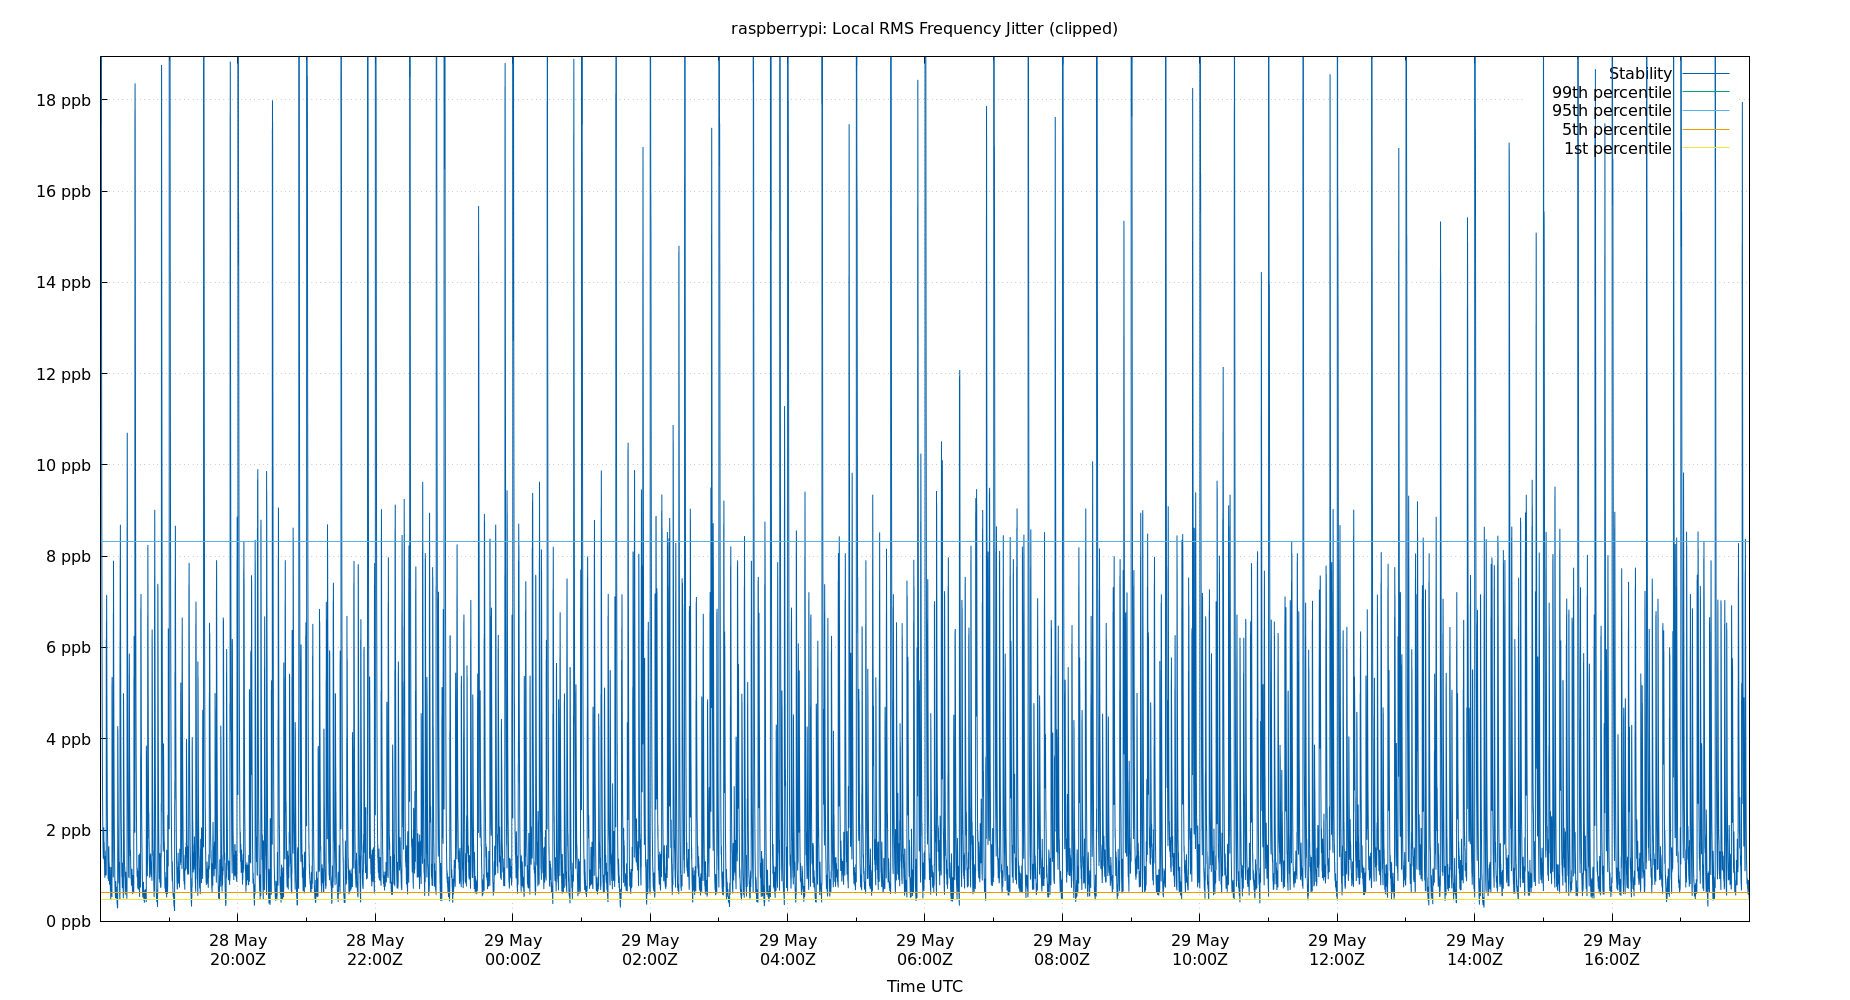 raspberrypi: Local RMS Frequency Jitter (clipped)
18 ppb
16 ppb
14 ppb
12 ppb
10 ppb
8 ppb
6 ppb
4 ppb
2 ppb
0 ppb
Stability
99th percentile
95th percentile
5th percentile
1st percentile
28 May
20:00Z
28 May
22:00Z
29 May
00:00Z
29 May
02:00Z
29 May
04:00Z
29 May
06:00Z
29 May
08:00Z
29 May
10:00Z
29 May
12:00Z
29 May
14:00Z
29 May
16:00Z
Time UTC